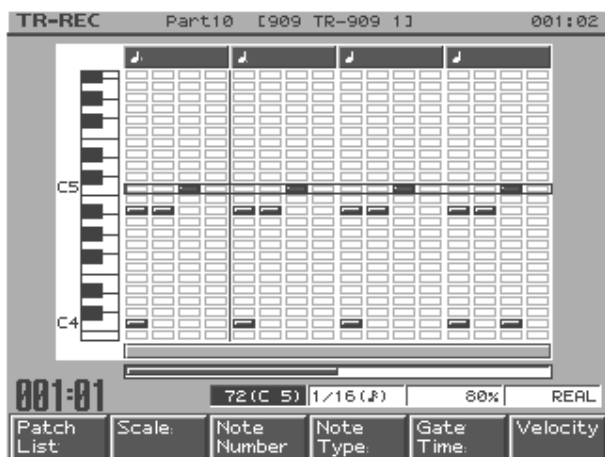 TR-REC Part10 [909 TR-909 1] 001:02
C5
C4
001:01 72(C 5) 1/16(♪) 80% REAL
Patch List: Scale: Note Number Note Type: Gate Time: Velocity